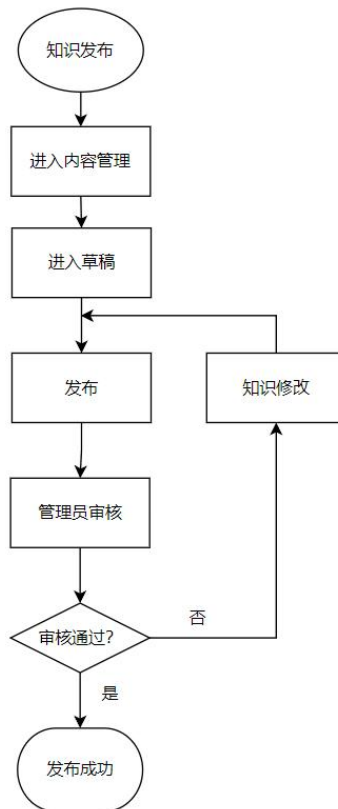 知识发布
进入内容管理
进入草稿
发布
知识修改
管理员审核
审核通过?
否
是
发布成功